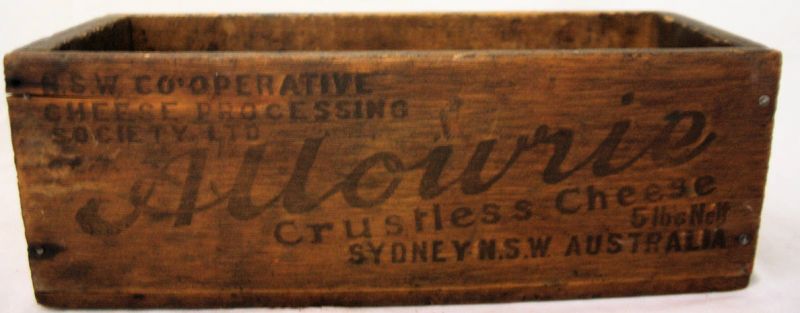 N.S.W. CO-OPERATIVE
CHEESE PROCESSING
SOCIETY. LTD
Allowrie
Crustless Cheese
5 lbs Nett
SYDNEY N.S.W. AUSTRALIA